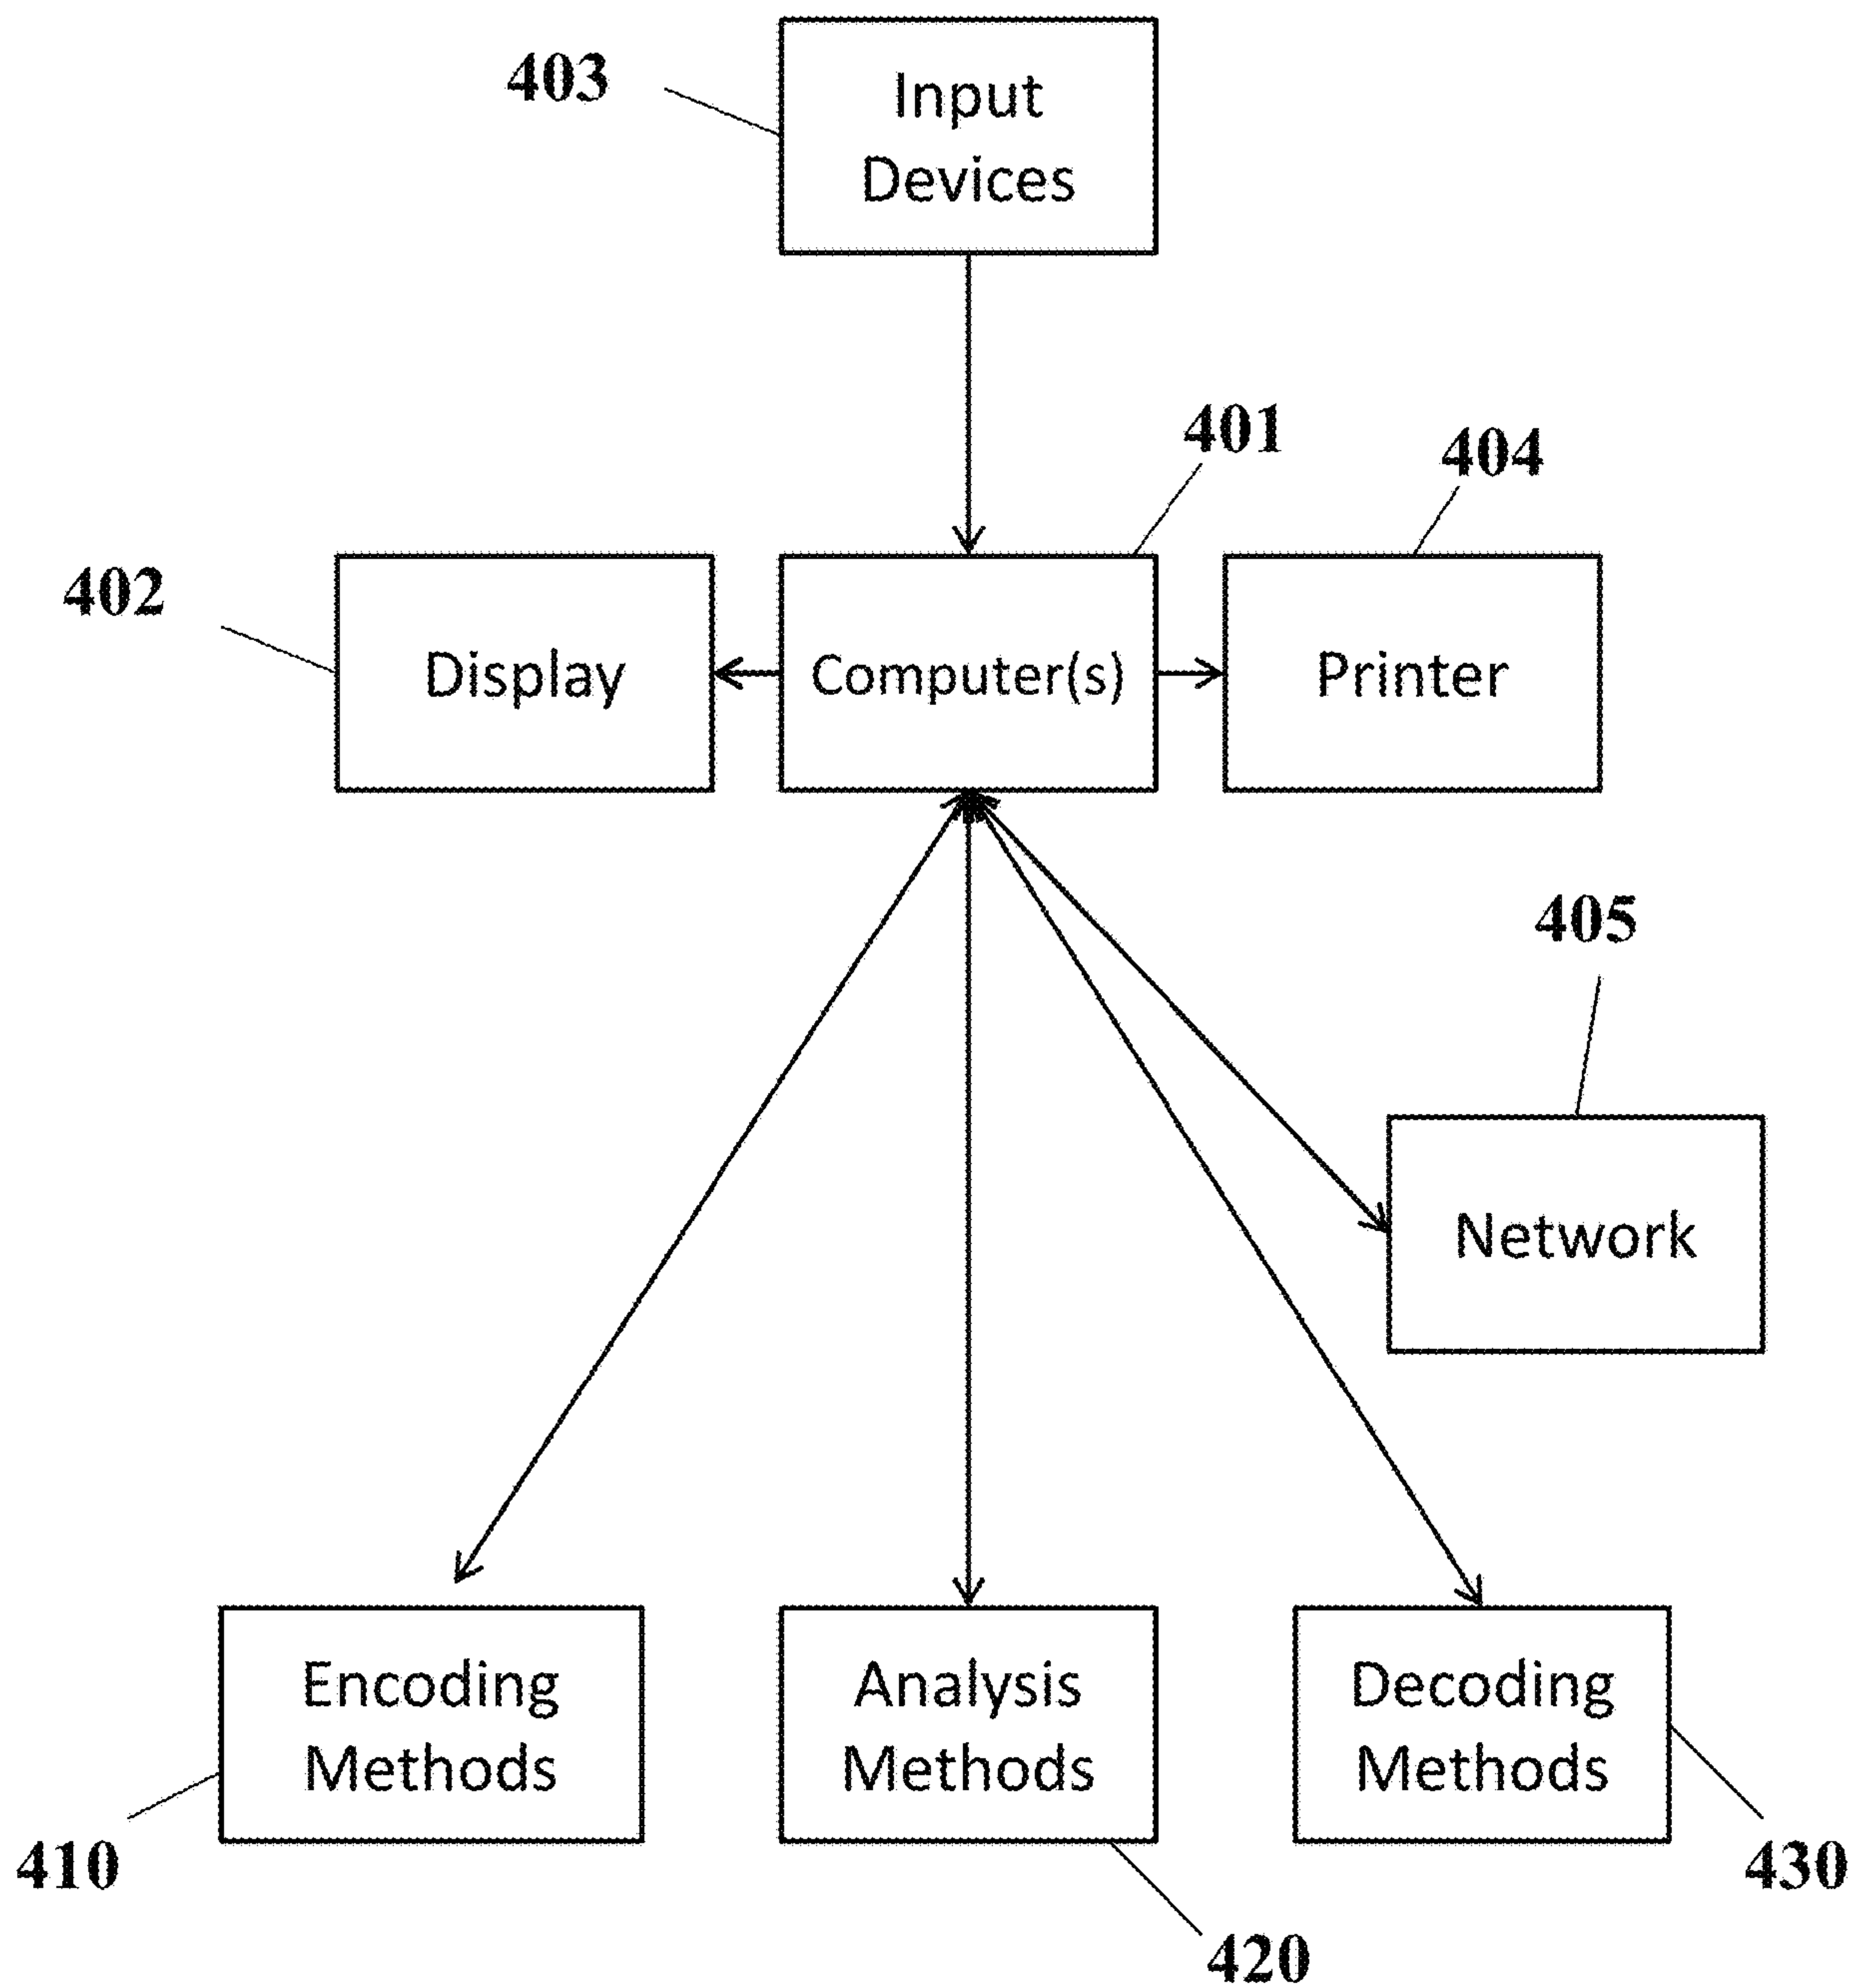 403
Input
Devices
401
404
402
Display
Computer(s)
Printer
405
Network
Encoding
Methods
Analysis
Methods
Decoding
Methods
410
430
420